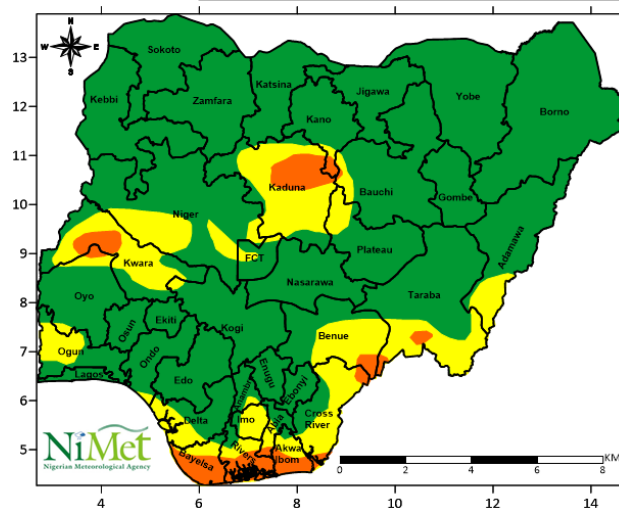 N
W E
S
Sokoto
Kebbi
Zamfara
Katsina
Jigawa
Kano
Yobe
Borno
Kaduna
Bauchi
Gombe
Adamawa
Niger
Kwara
FCT
Plateau
Nasarawa
Taraba
Oyo
Osun
Ekiti
Kogi
Benue
Ogun
Ondo
Lagos
Edo
Anambra
Enugu
Ebonyi
Delta
Imo
Abia
Cross
River
Bayelsa
Rivers
Akwa
Ibom
NiMet
Nigerian Meteorological Agency
0 2 4 6 8
KM
13
12
11
10
9
8
7
6
5
4 6 8 10 12 14